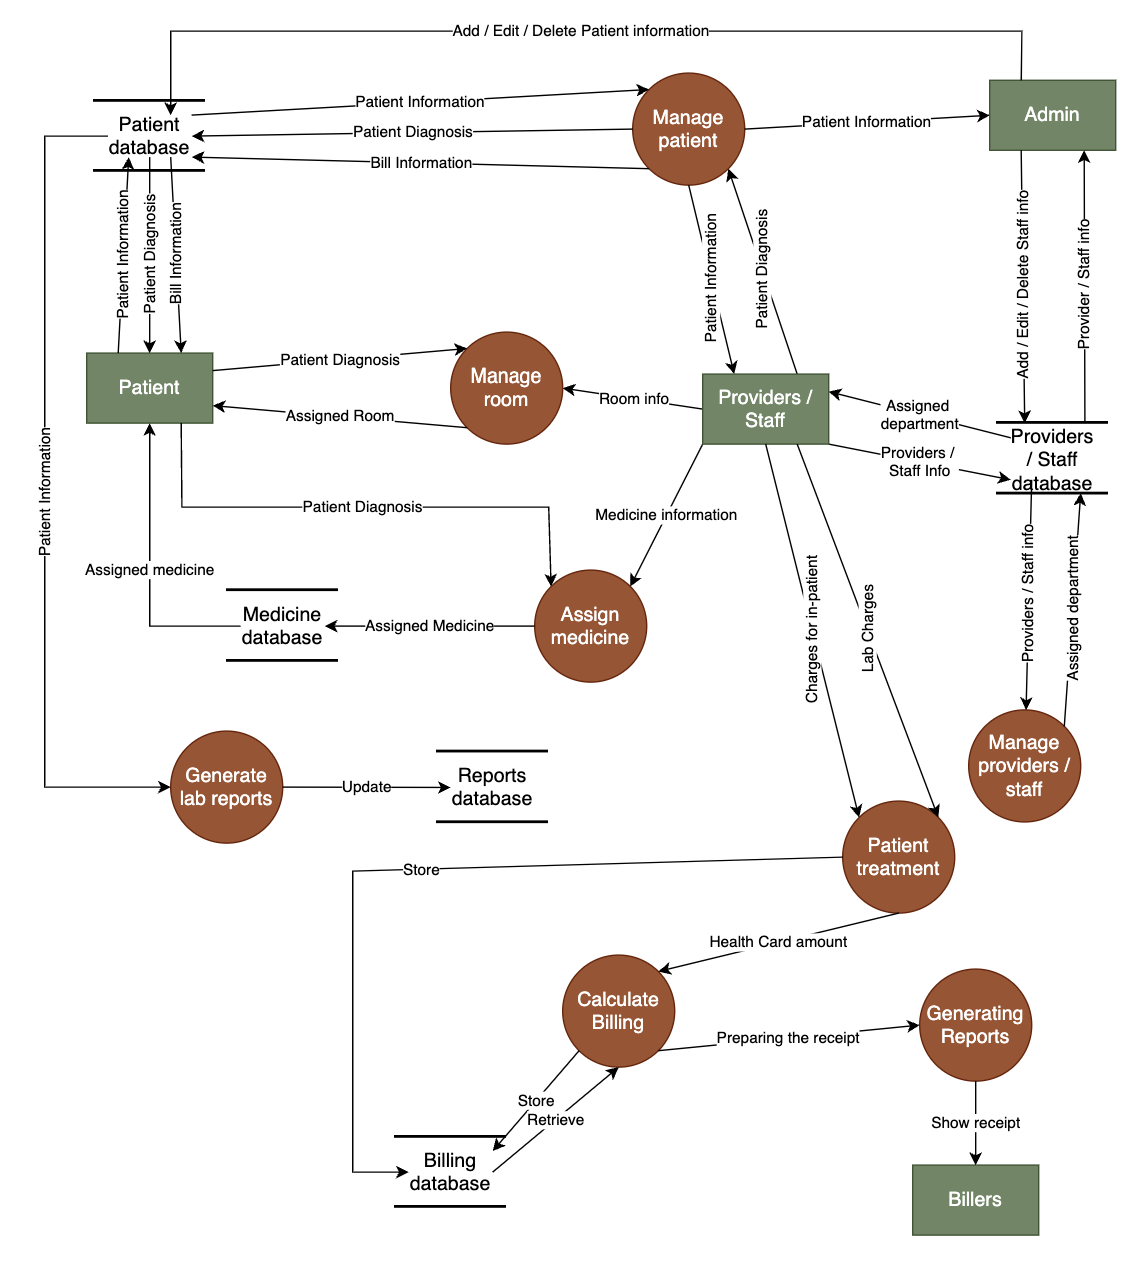 Add / Edit / Delete Patient information
Patient Information
Manage
patient
Admin
Patient
database
Patient Diagnosis
Patient Information
Bill Information
Patient Information
Patient Diagnosis
Bill Information
Patient Information
Patient Diagnosis
Add / Edit / Delete Staff info
Provider / Staff info
Patient
Patient Diagnosis
Manage
room
Assigned Room
Room info
Providers /
Staff
Assigned
department
Providers /
Staff Info
Providers
/ Staff
database
Patient Information
Patient Diagnosis
Medicine information
Assigned medicine
Medicine
database
Assigned Medicine
Assign
medicine
Charges for in-patient
Lab Charges
Providers / Staff info
Assigned department
Manage
providers /
staff
Generate
lab reports
Update
Reports
database
Patient
treatment
Store
Health Card amount
Calculate
Billing
Preparing the receipt
Generating
Reports
Store
Retrieve
Show receipt
Billing
database
Billers